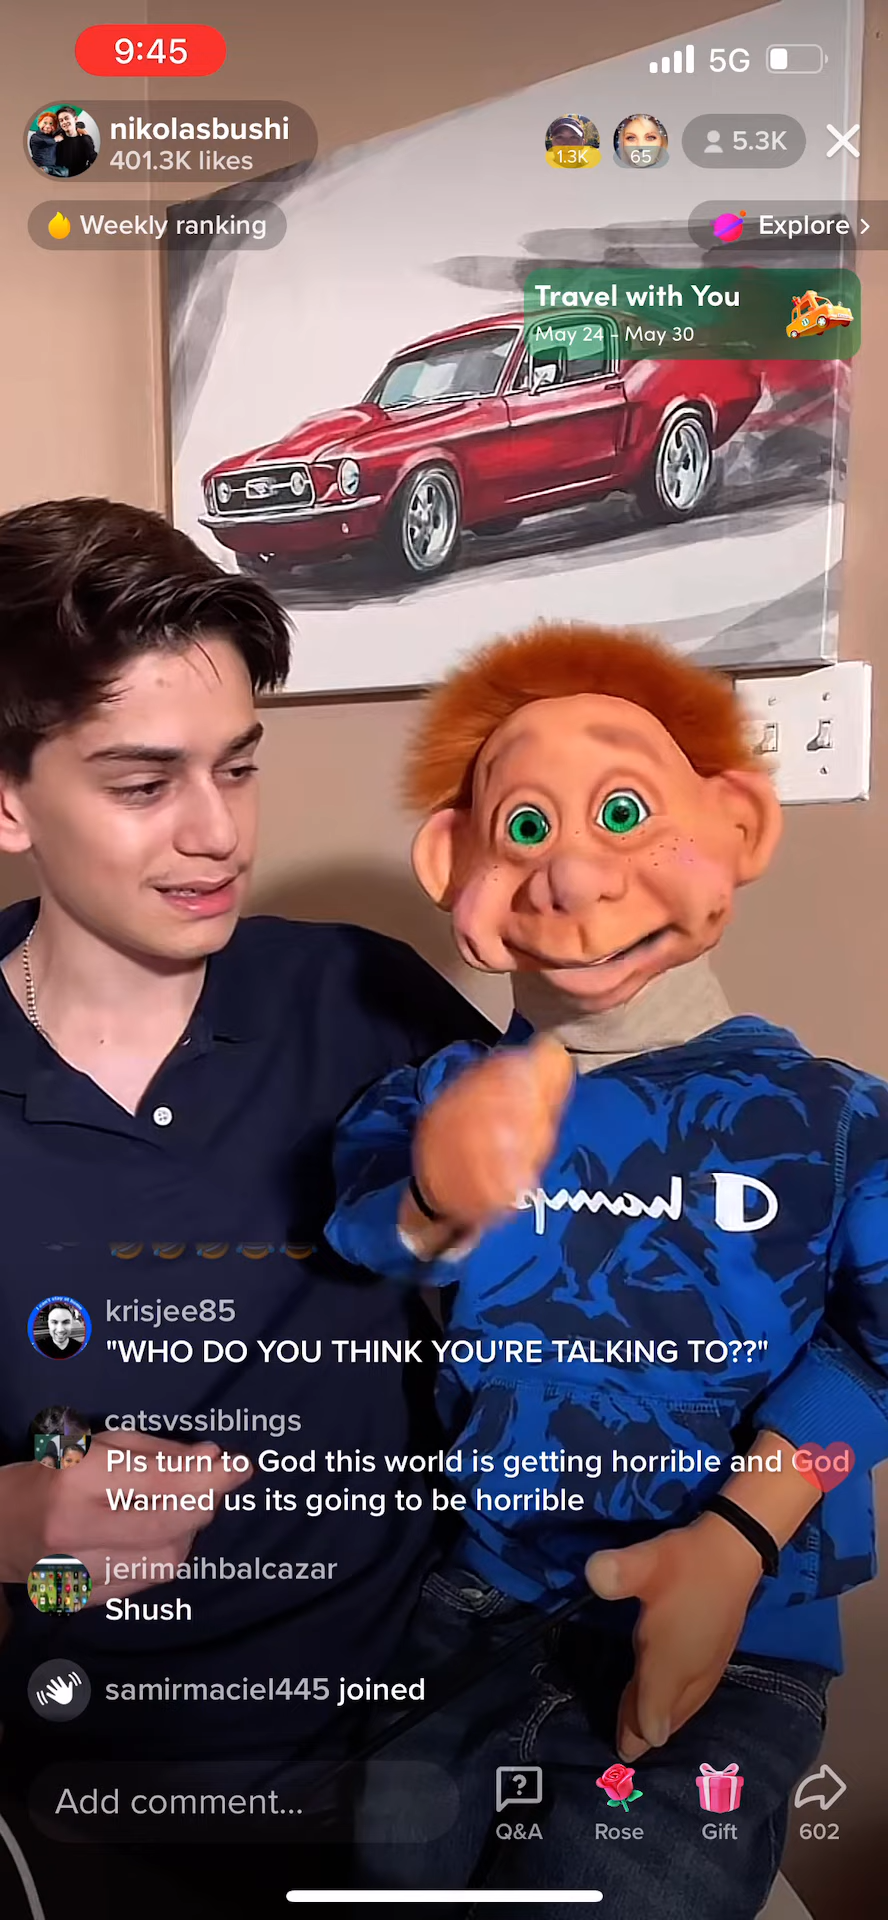 9:45
5G
nikolasbushi
401.3K likes
1.3K
65
5.3K
Weekly ranking
Explore >
Travel with You
May 24 - May 30
Champ
krisjee85
"WHO DO YOU THINK YOU'RE TALKING TO??"
catsvssiblings
Pls turn to God this world is getting horrible and God
Warned us its going to be horrible
jerimaihbalcazar
Shush
samirmaciel445 joined
Add comment...
Q&A
Rose
Gift
602